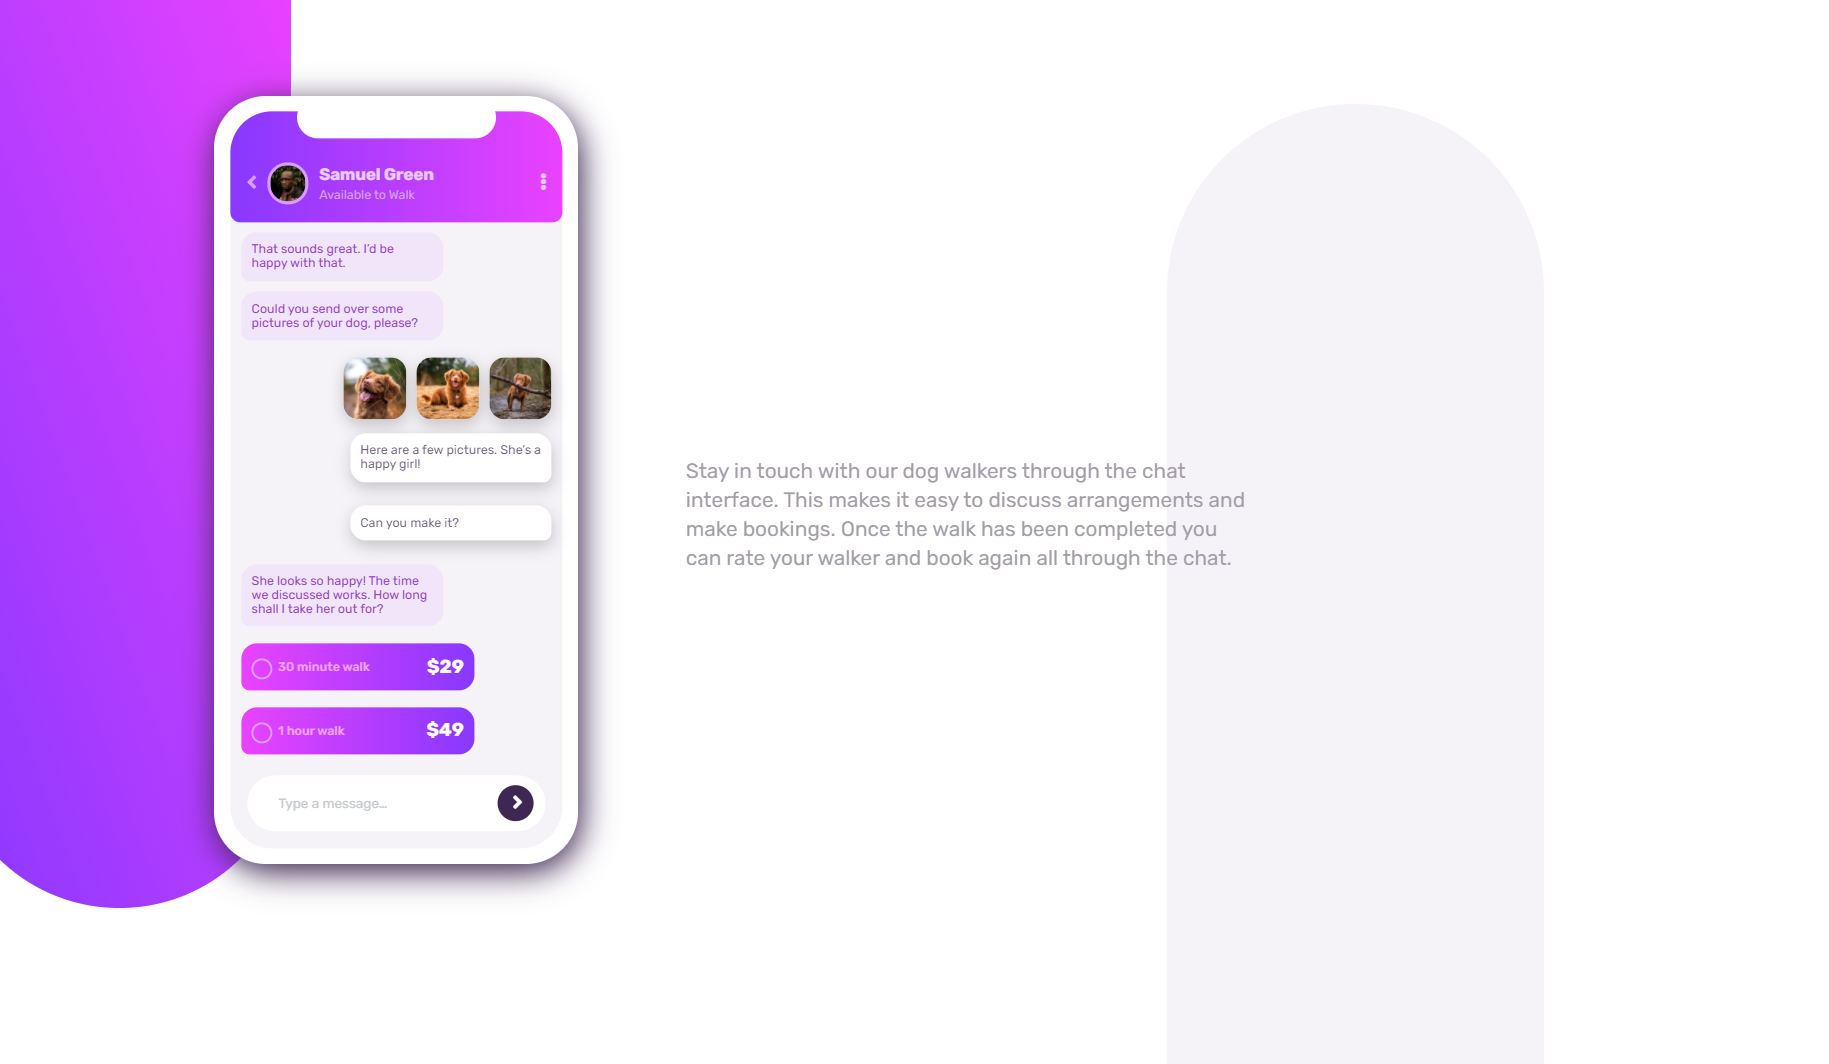 Samuel Green
Available to Walk
That sounds great. I’d be
happy with that.
Could you send over some
pictures of your dog, please?
Here are a few pictures. She’s a
happy girl!
Can you make it?
She looks so happy! The time
we discussed works. How long
shall I take her out for?
30 minute walk $29
1 hour walk $49
Type a message…
Stay in touch with our dog walkers through the chat
interface. This makes it easy to discuss arrangements and
make bookings. Once the walk has been completed you
can rate your walker and book again all through the chat.